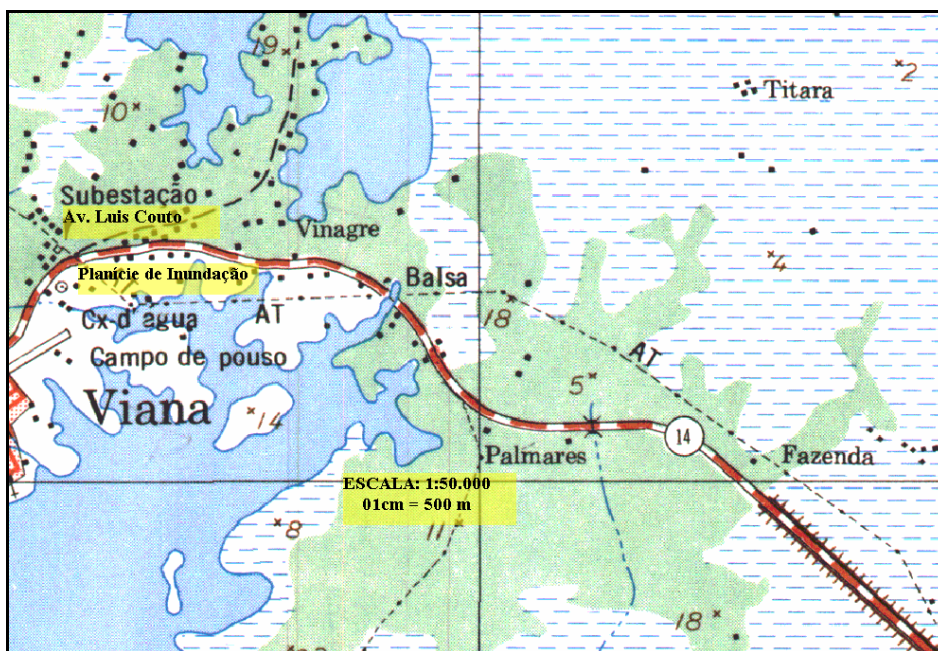 19
2
Titara
10
Subestação
Av. Luis Couto
Vinagre
4
Planície de Inundação
Balsa
18
Cx d'agua
AT
AT
Campo de pouso
5
Viana
14
14
Palmares
Fazenda
ESCALA: 1:50.000
01cm = 500 m
8
11
18